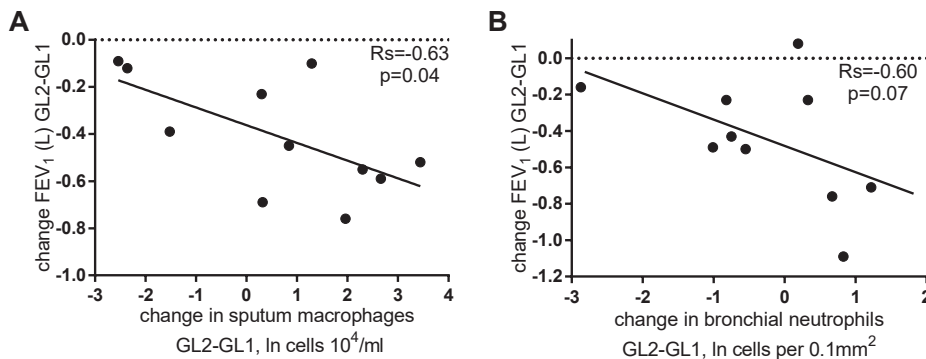 A
Rs=-0.63
p=0.04
change FEV₁ (L) GL2-GL1
0.0
-0.2
-0.4
-0.6
-0.8
-1.0
-3 -2 -1 0 1 2 3 4
change in sputum macrophages
GL2-GL1, ln cells 10⁴/ml
B
Rs=-0.60
p=0.07
change FEV₁ (L) GL2-GL1
0.0
-0.2
-0.4
-0.6
-0.8
-1.0
-1.2
-3 -2 -1 0 1 2
change in bronchial neutrophils
GL2-GL1, ln cells per 0.1mm²